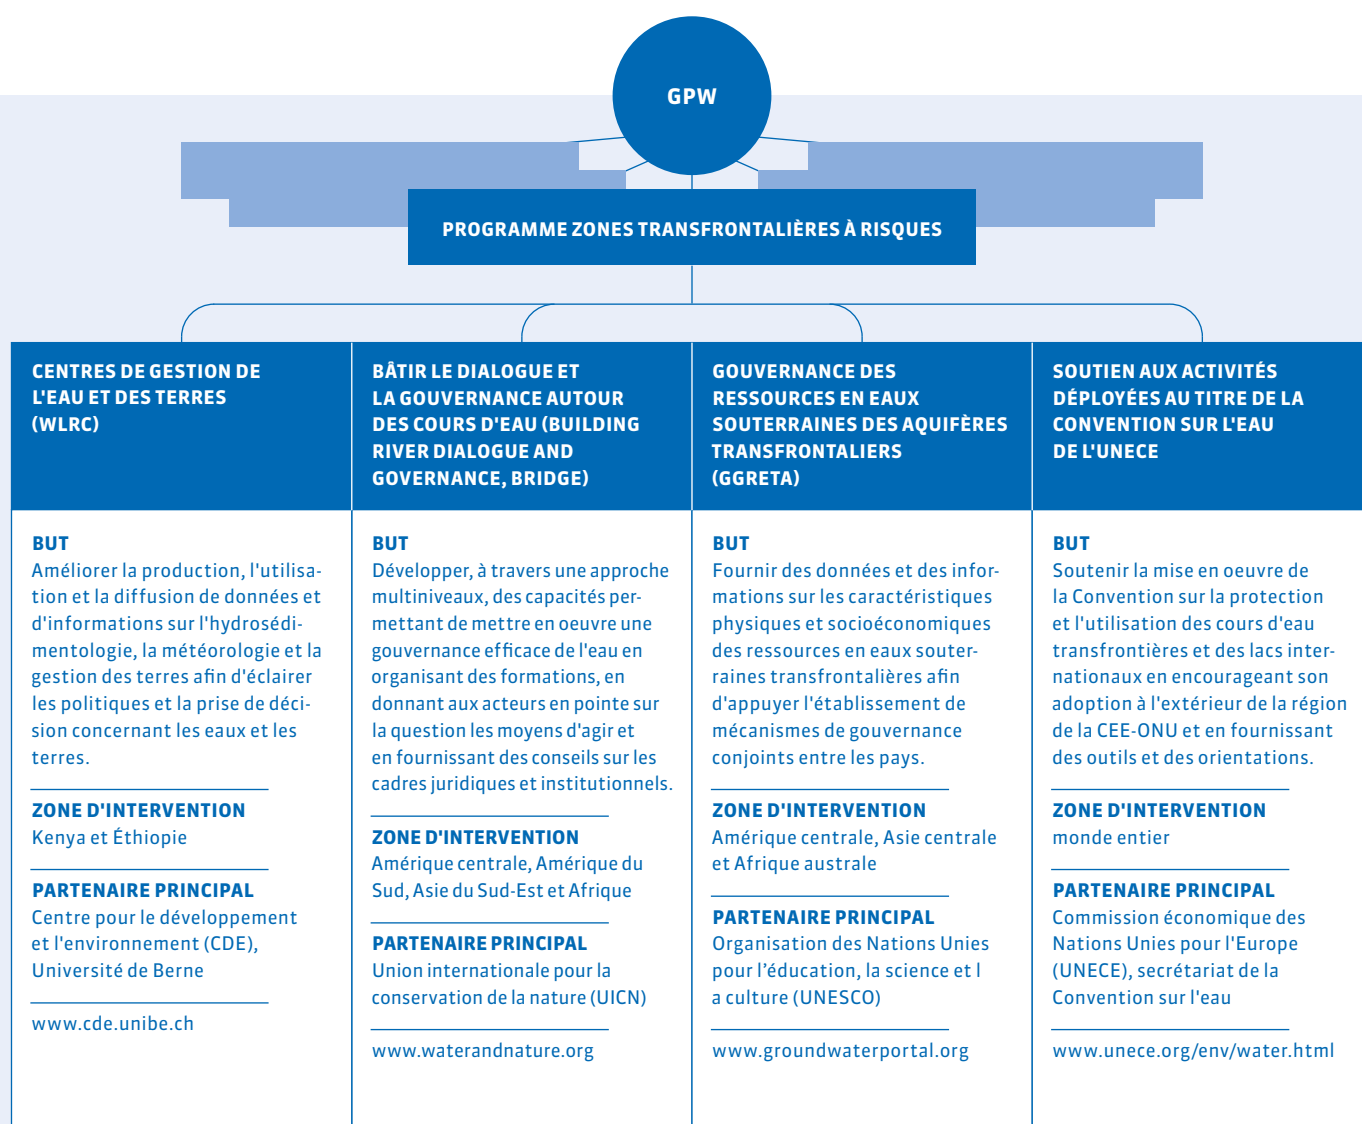 GPW
PROGRAMME ZONES TRANSFRONTALIÈRES À RISQUES
CENTRES DE GESTION DE
L'EAU ET DES TERRES
(WLRC)
BUT
Améliorer la production, l'utilisa-
tion et la diffusion de données et
d'informations sur l'hydrosédi-
mentologie, la météorologie et la
gestion des terres afin d'éclairer
les politiques et la prise de déci-
sion concernant les eaux et les
terres.
ZONE D'INTERVENTION
Kenya et Éthiopie
PARTENAIRE PRINCIPAL
Centre pour le développement
et l'environnement (CDE),
Université de Berne
www.cde.unibe.ch
BÂTIR LE DIALOGUE ET
LA GOUVERNANCE AUTOUR
DES COURS D'EAU (BUILDING
RIVER DIALOGUE AND
GOVERNANCE, BRIDGE)
BUT
Développer, à travers une approche
multiniveaux, des capacités per-
mettant de mettre en oeuvre une
gouvernance efficace de l'eau en
organisant des formations, en
donnant aux acteurs en pointe sur
la question les moyens d'agir et
en fournissant des conseils sur les
cadres juridiques et institutionnels.
ZONE D'INTERVENTION
Amérique centrale, Amérique du
Sud, Asie du Sud-Est et Afrique
PARTENAIRE PRINCIPAL
Union internationale pour la
conservation de la nature (UICN)
www.waterandnature.org
GOUVERNANCE DES
RESSOURCES EN EAUX
SOUTERRAINES DES AQUIFÈRES
TRANSFRONTALIERS
(GGRETA)
BUT
Fournir des données et des infor-
mations sur les caractéristiques
physiques et socioéconomiques
des ressources en eaux souter-
raines transfrontalières afin
d'appuyer l'établissement de
mécanismes de gouvernance
conjoints entre les pays.
ZONE D'INTERVENTION
Amérique centrale, Asie centrale
et Afrique australe
PARTENAIRE PRINCIPAL
Organisation des Nations Unies
pour l’éducation, la science et l
a culture (UNESCO)
www.groundwaterportal.org
SOUTIEN AUX ACTIVITÉS
DÉPLOYÉES AU TITRE DE LA
CONVENTION SUR L'EAU
DE L'UNECE
BUT
Soutenir la mise en oeuvre de
la Convention sur la protection
et l'utilisation des cours d'eau
transfrontières et des lacs inter-
nationaux en encourageant son
adoption à l'extérieur de la région
de la CEE-ONU et en fournissant
des outils et des orientations.
ZONE D'INTERVENTION
monde entier
PARTENAIRE PRINCIPAL
Commission économique des
Nations Unies pour l'Europe
(UNECE), secrétariat de la
Convention sur l'eau
www.unece.org/env/water.html